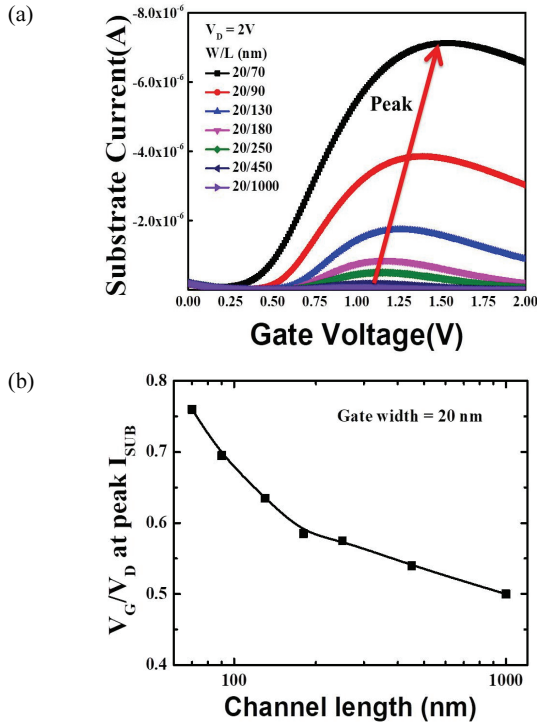 (a)
Substrate Current(A)
-8.0x10⁻⁶
-6.0x10⁻⁶
-4.0x10⁻⁶
-2.0x10⁻⁶
V_D = 2V
W/L (nm)
20/70
20/90
20/130
20/180
20/250
20/450
20/1000
Peak
0.00 0.25 0.50 0.75 1.00 1.25 1.50 1.75 2.00
Gate Voltage(V)
(b)
V_G/V_D at peak I_SUB
0.8
0.7
0.6
0.5
0.4
Gate width = 20 nm
100 1000
Channel length (nm)